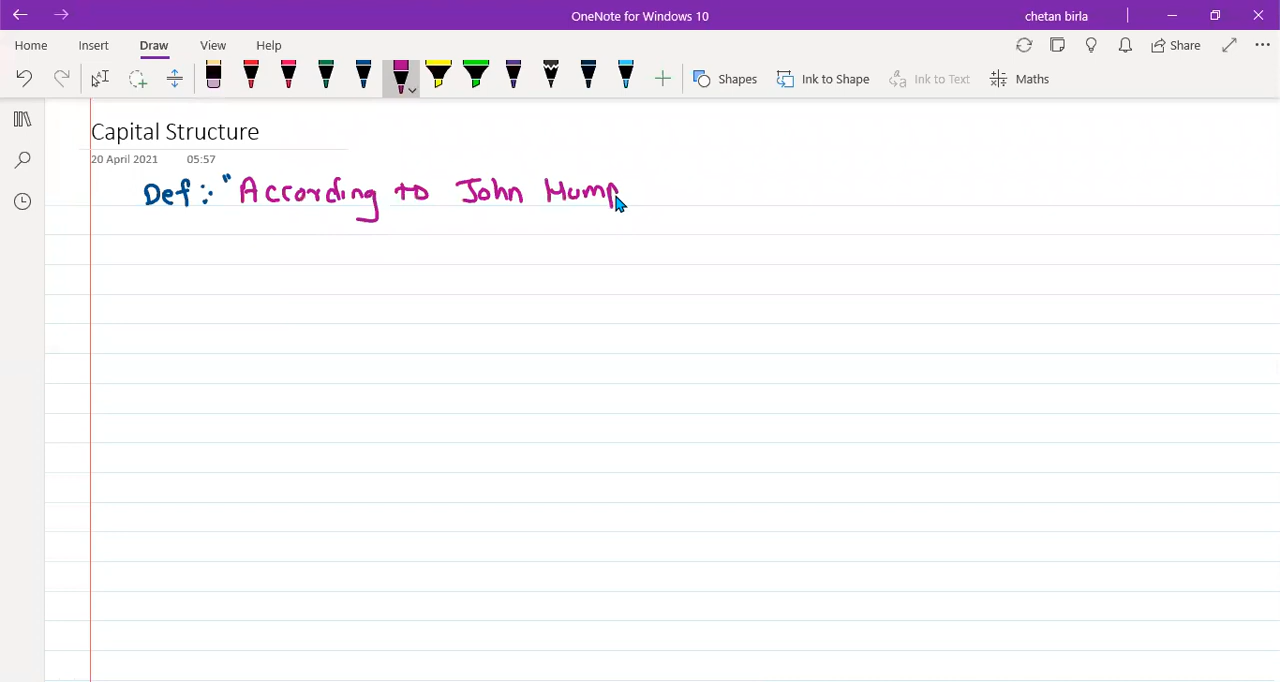 OneNote for Windows 10
chetan birla
Home Insert Draw View Help
Share
Shapes Ink to Shape Ink to Text Maths
Capital Structure
20 April 2021 05:57
Def :- "According to John Hump